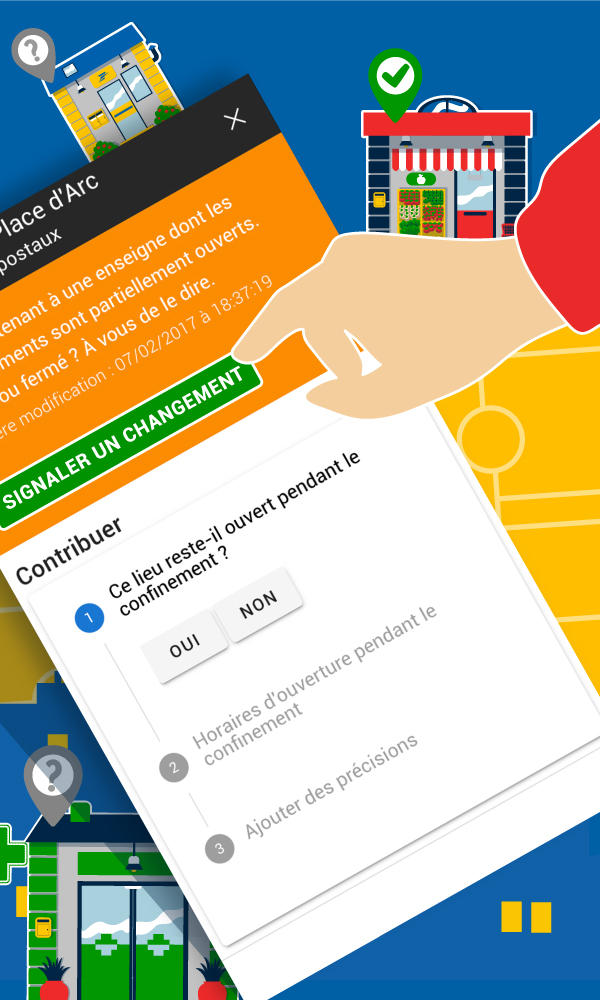 Place d'Arc
postaux
tenant à une enseigne dont les
ments sont partiellement ouverts.
ou fermé ? À vous de le dire.
ère modification : 07/02/2017 à 18:37:19
SIGNALER UN CHANGEMENT
Contribuer
1 Ce lieu reste-il ouvert pendant le
confinement ?
OUI NON
2 Horaires d'ouverture pendant le
confinement
3 Ajouter des précisions